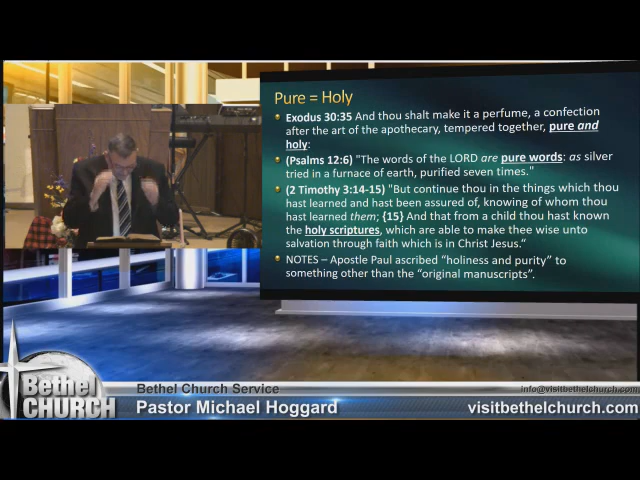 Pure = Holy
Exodus 30:35 And thou shalt make it a perfume, a confection
after the art of the apothecary, tempered together, pure and
holy:
(Psalms 12:6) "The words of the LORD are pure words: as silver
tried in a furnace of earth, purified seven times."
(2 Timothy 3:14-15) "But continue thou in the things which thou
hast learned and hast been assured of, knowing of whom thou
hast learned them; {15} And that from a child thou hast known
the holy scriptures, which are able to make thee wise unto
salvation through faith which is in Christ Jesus."
NOTES – Apostle Paul ascribed “holiness and purity” to
something other than the “original manuscripts”.
Bethel
CHURCH
Bethel Church Service
info@visitbethelchurch.com
Pastor Michael Hoggard
visitbethelchurch.com